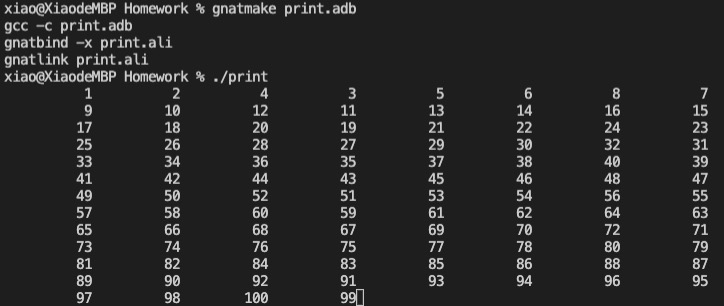 xiao@XiaodeMBP Homework % gnatmake print.adb
gcc -c print.adb
gnatbind -x print.ali
gnatlink print.ali
xiao@XiaodeMBP Homework % ./print
1 2 4 3 5 6 8 7
9 10 12 11 13 14 16 15
17 18 20 19 21 22 24 23
25 26 28 27 29 30 32 31
33 34 36 35 37 38 40 39
41 42 44 43 45 46 48 47
49 50 52 51 53 54 56 55
57 58 60 59 61 62 64 63
65 66 68 67 69 70 72 71
73 74 76 75 77 78 80 79
81 82 84 83 85 86 88 87
89 90 92 91 93 94 96 95
97 98 100 99